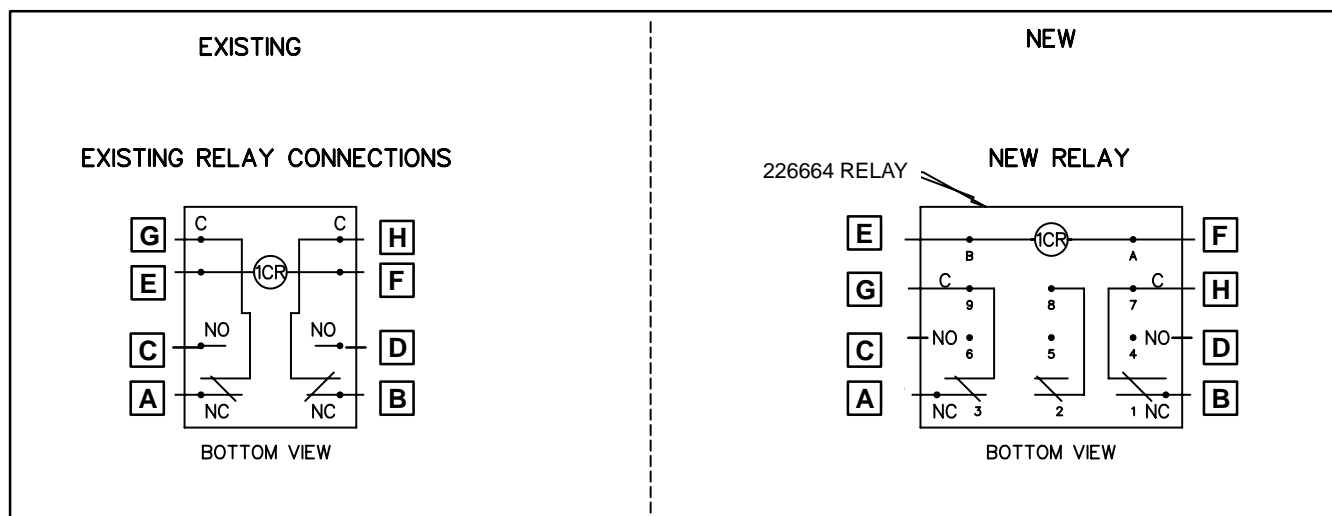 EXISTING
EXISTING RELAY CONNECTIONS
G C C H
E 1CR F
C NO NO D
A NC NC B
BOTTOM VIEW
NEW
NEW RELAY
226664 RELAY
E B 1CR A F
G C 9 8 7 C H
C NO 6 5 4 NO D
A NC 3 2 1 NC B
BOTTOM VIEW